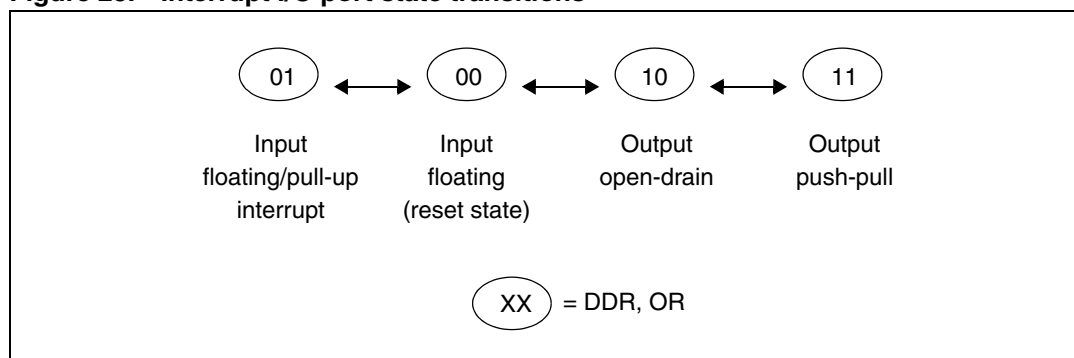 Figure Interrupt I/O port state transitions
01 00 10 11
Input Input Output Output
floating/pull-up floating open-drain push-pull
interrupt (reset state)
XX = DDR, OR